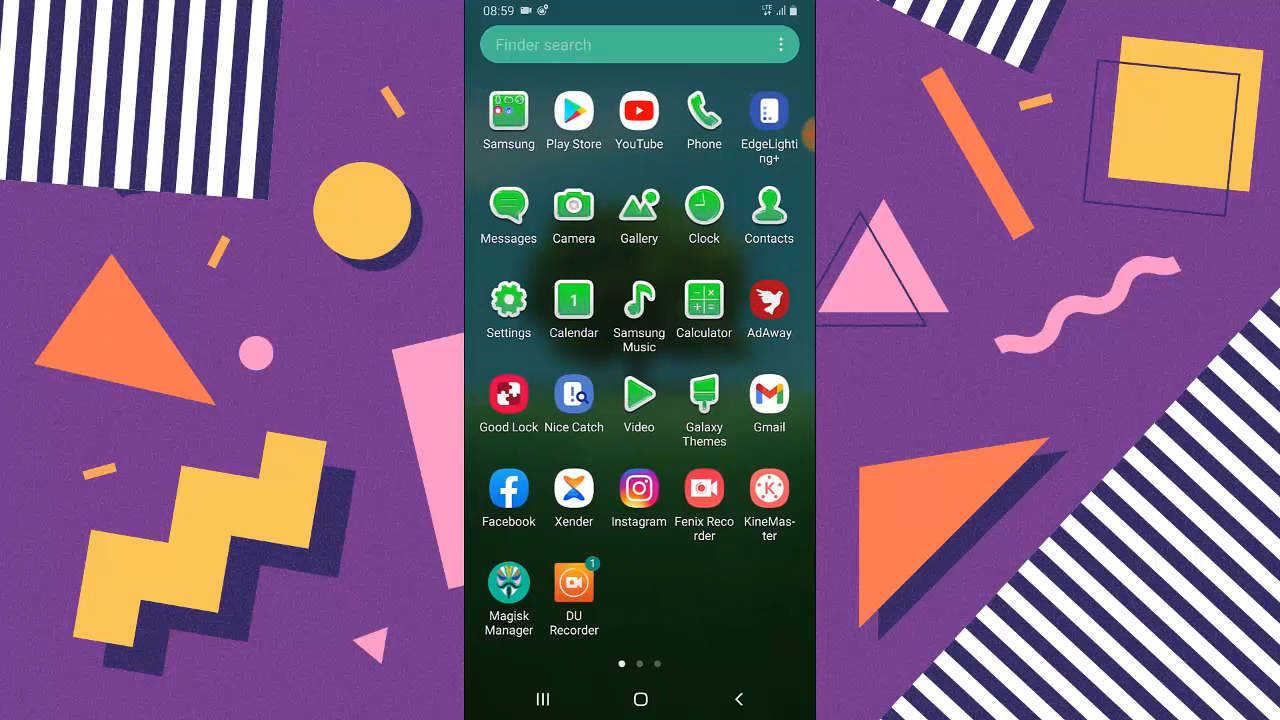 08:59
LTE
Finder search
Samsung
Play Store
YouTube
Phone
EdgeLighti
ng+
Messages
Camera
Gallery
Clock
Contacts
1
Settings
Calendar
Samsung
Music
Calculator
AdAway
Good Lock
Nice Catch
Video
Galaxy
Themes
Gmail
K
Facebook
Xender
Instagram
Fenix Reco
rder
KineMas-
ter
1
Magisk
Manager
DU
Recorder